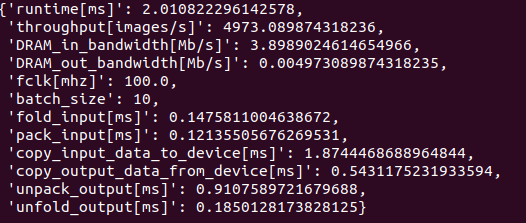 {'runtime[ms]': 2.010822296142578,
'throughput[images/s]': 4973.089874318236,
'DRAM_in_bandwidth[Mb/s]': 3.8989024614654966,
'DRAM_out_bandwidth[Mb/s]': 0.004973089874318235,
'fclk[mhz]': 100.0,
'batch_size': 10,
'fold_input[ms]': 0.1475811004638672,
'pack_input[ms]': 0.12135505676269531,
'copy_input_data_to_device[ms]': 1.8744468688964844,
'copy_output_data_from_device[ms]': 0.5431175231933594,
'unpack_output[ms]': 0.9107589721679688,
'unfold_output[ms]': 0.1850128173828125}